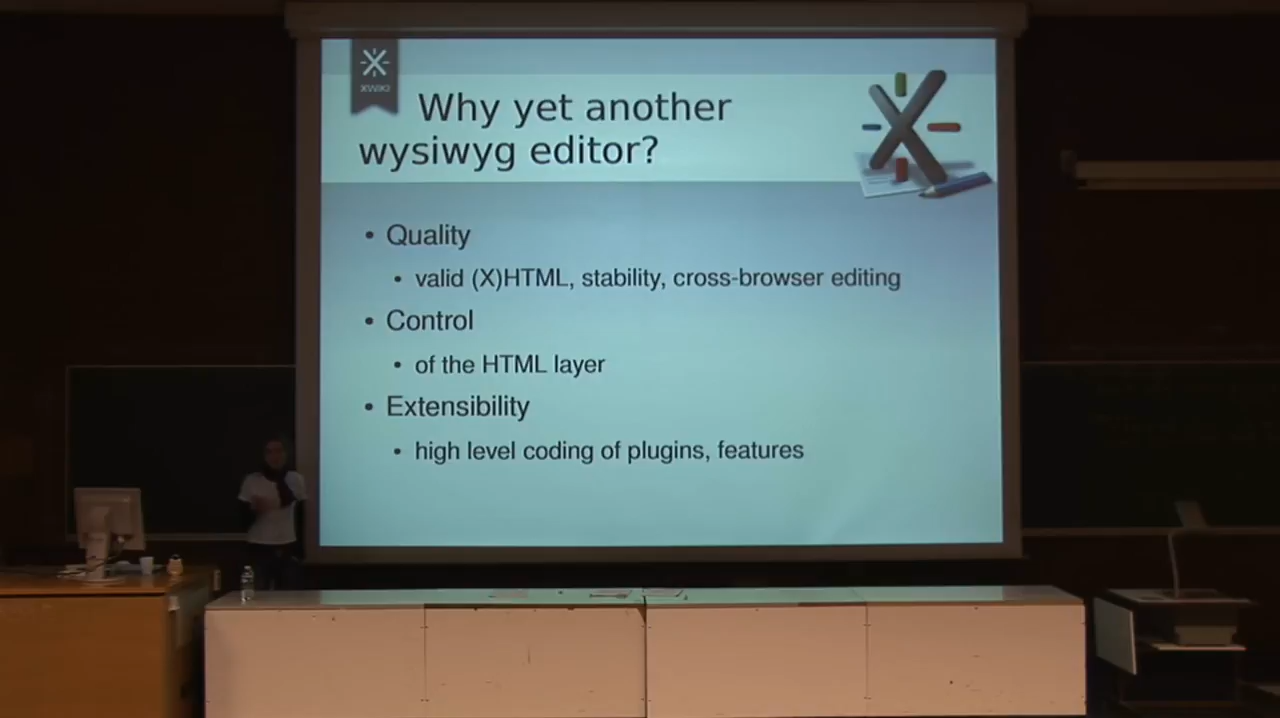 XWIKI
Why yet another
wysiwyg editor?
• Quality
• valid (X)HTML, stability, cross-browser editing
• Control
• of the HTML layer
• Extensibility
• high level coding of plugins, features